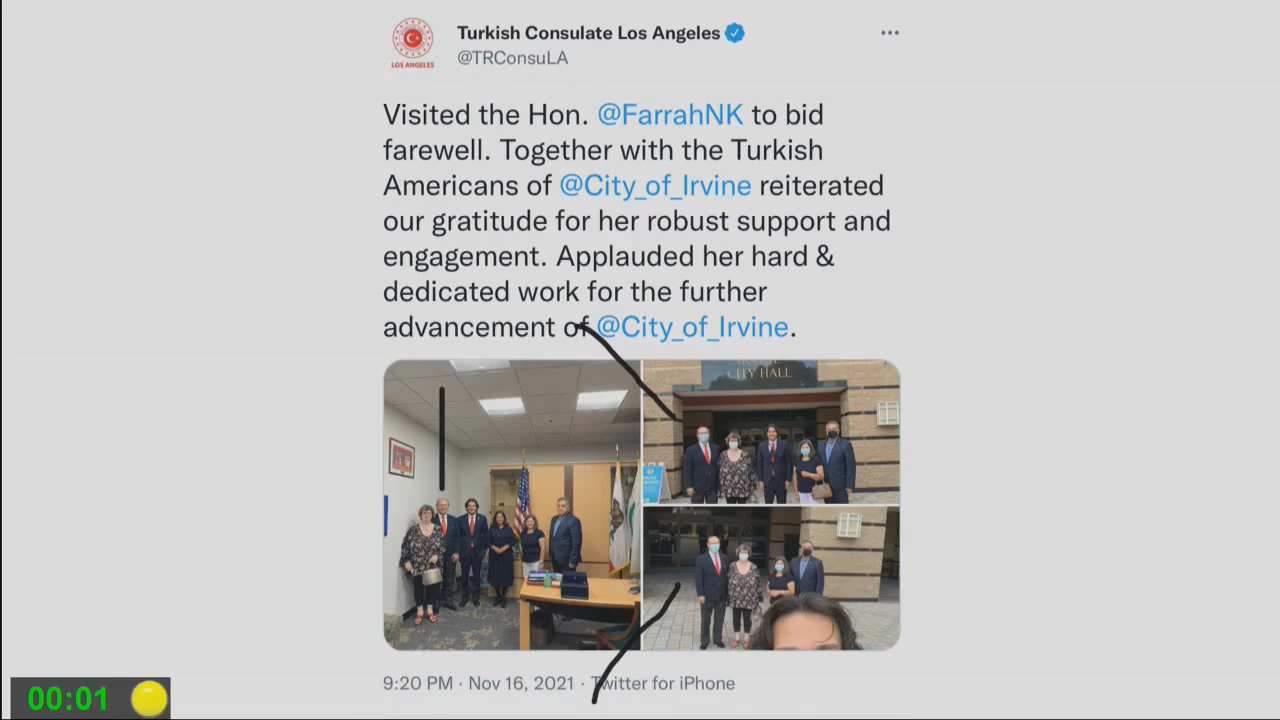 Turkish Consulate Los Angeles
@TRConsuLA
LOS ANGELES
Visited the Hon. @FarrahNK to bid
farewell. Together with the Turkish
Americans of @City_of_Irvine reiterated
our gratitude for her robust support and
engagement. Applauded her hard &
dedicated work for the further
advancement of @City_of_Irvine.
CITY HALL
9:20 PM · Nov 16, 2021 · Twitter for iPhone
00:01